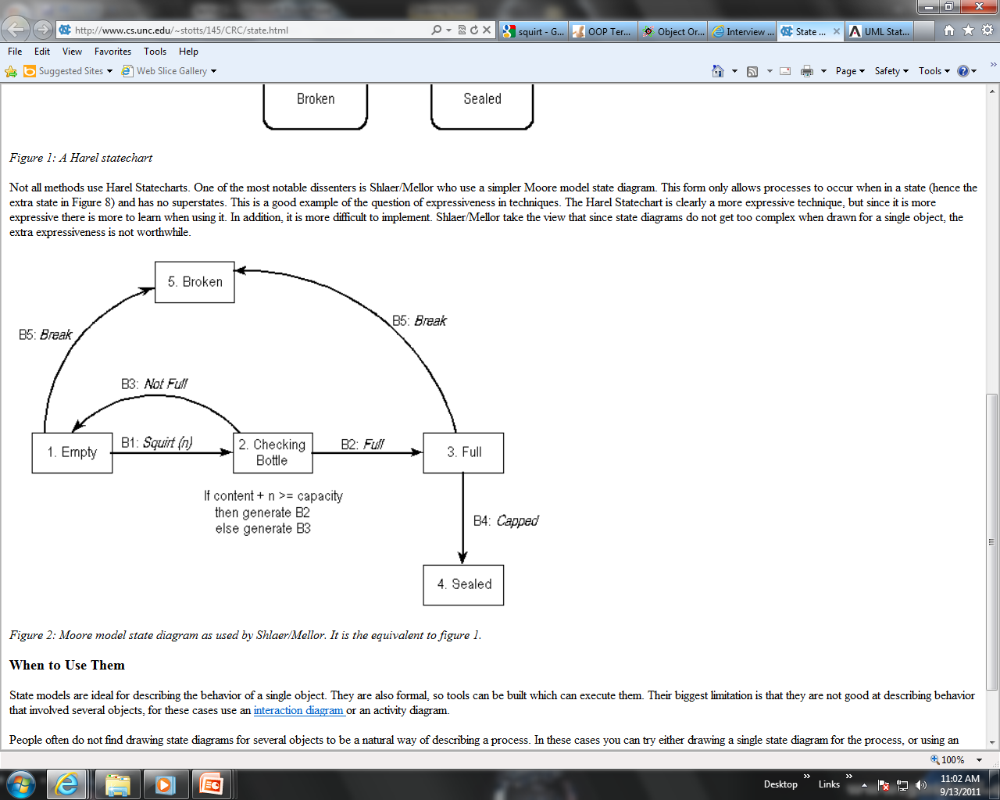 http://www.cs.unc.edu/~stotts/145/CRC/state.html
squirt - G...
OOP Ter...
Object Or...
Interview ...
State ...
UML Stat...
File Edit View Favorites Tools Help
Suggested Sites
Web Slice Gallery
Page
Safety
Tools
Broken
Sealed
Figure 1: A Harel statechart
Not all methods use Harel Statecharts. One of the most notable dissenters is Shlaer/Mellor who use a simpler Moore model state diagram. This form only allows processes to occur when in a state (hence the
extra state in Figure 8) and has no superstates. This is a good example of the question of expressiveness in techniques. The Harel Statechart is clearly a more expressive technique, but since it is more
expressive there is more to learn when using it. In addition, it is more difficult to implement. Shlaer/Mellor take the view that since state diagrams do not get too complex when drawn for a single object, the
extra expressiveness is not worthwhile.
5. Broken
B5: Break
B5: Break
B3: Not Full
1. Empty
B1: Squirt (n)
2. Checking
Bottle
B2: Full
3. Full
If content + n >= capacity
then generate B2
else generate B3
B4: Capped
4. Sealed
Figure 2: Moore model state diagram as used by Shlaer/Mellor. It is the equivalent to figure 1.
When to Use Them
State models are ideal for describing the behavior of a single object. They are also formal, so tools can be built which can execute them. Their biggest limitation is that they are not good at describing behavior
that involved several objects, for these cases use an interaction diagram or an activity diagram.
People often do not find drawing state diagrams for several objects to be a natural way of describing a process. In these cases you can try either drawing a single state diagram for the process, or using an
100%
Desktop
Links
11:02 AM
9/13/2011